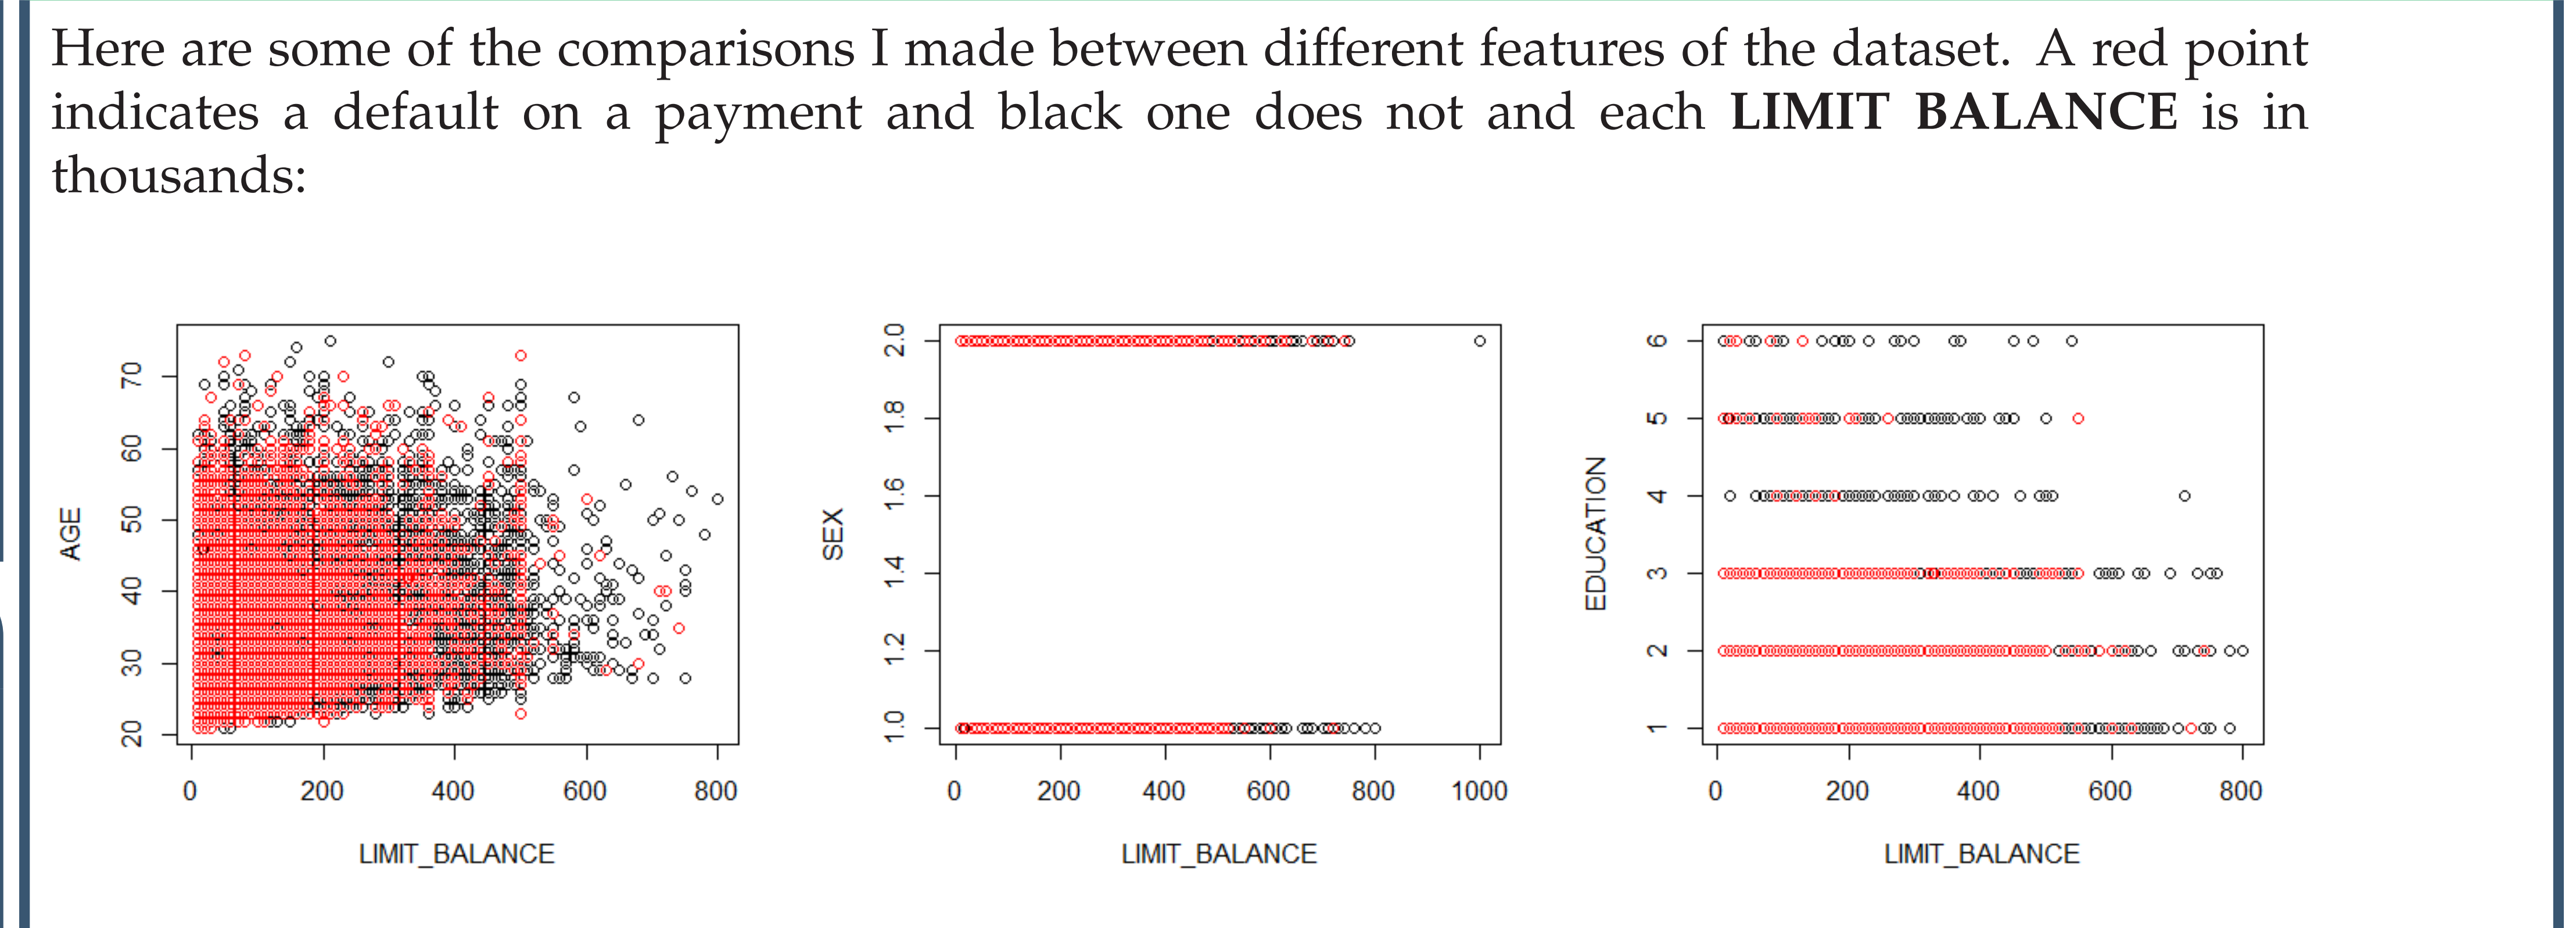 Here are some of the comparisons I made between different features of the dataset. A red point
indicates a default on a payment and black one does not and each LIMIT BALANCE is in
thousands:
AGE
70
60
50
40
30
20
0 200 400 600 800
LIMIT_BALANCE
SEX
2.0
1.8
1.6
1.4
1.2
1.0
0 200 400 600 800 1000
LIMIT_BALANCE
EDUCATION
6
5
4
3
2
1
0 200 400 600 800
LIMIT_BALANCE